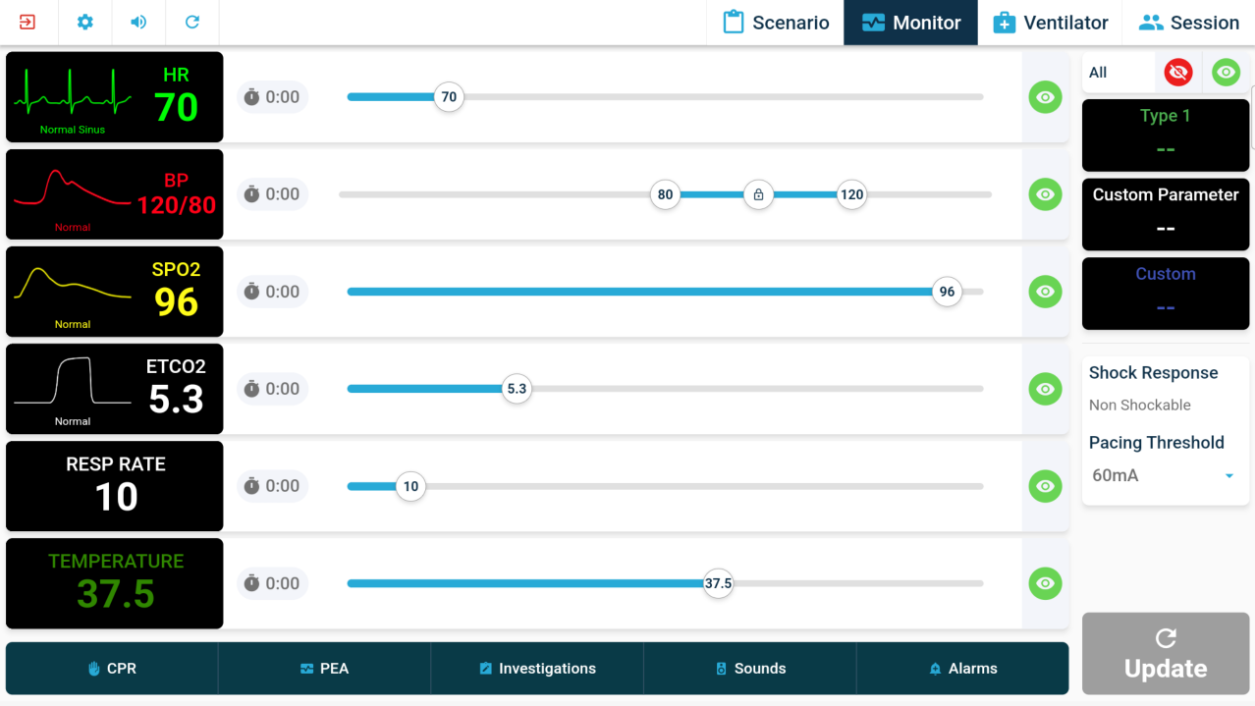 Scenario
Monitor
Ventilator
Session
HR
70
Normal Sinus
0:00
70
BP
120/80
Normal
0:00
80
120
SPO2
96
Normal
0:00
96
ETCO2
5.3
Normal
0:00
5.3
RESP RATE
10
0:00
10
TEMPERATURE
37.5
0:00
37.5
All
Type 1
--
Custom Parameter
--
Custom
--
Shock Response
Non Shockable
Pacing Threshold
60mA
Update
CPR
PEA
Investigations
Sounds
Alarms